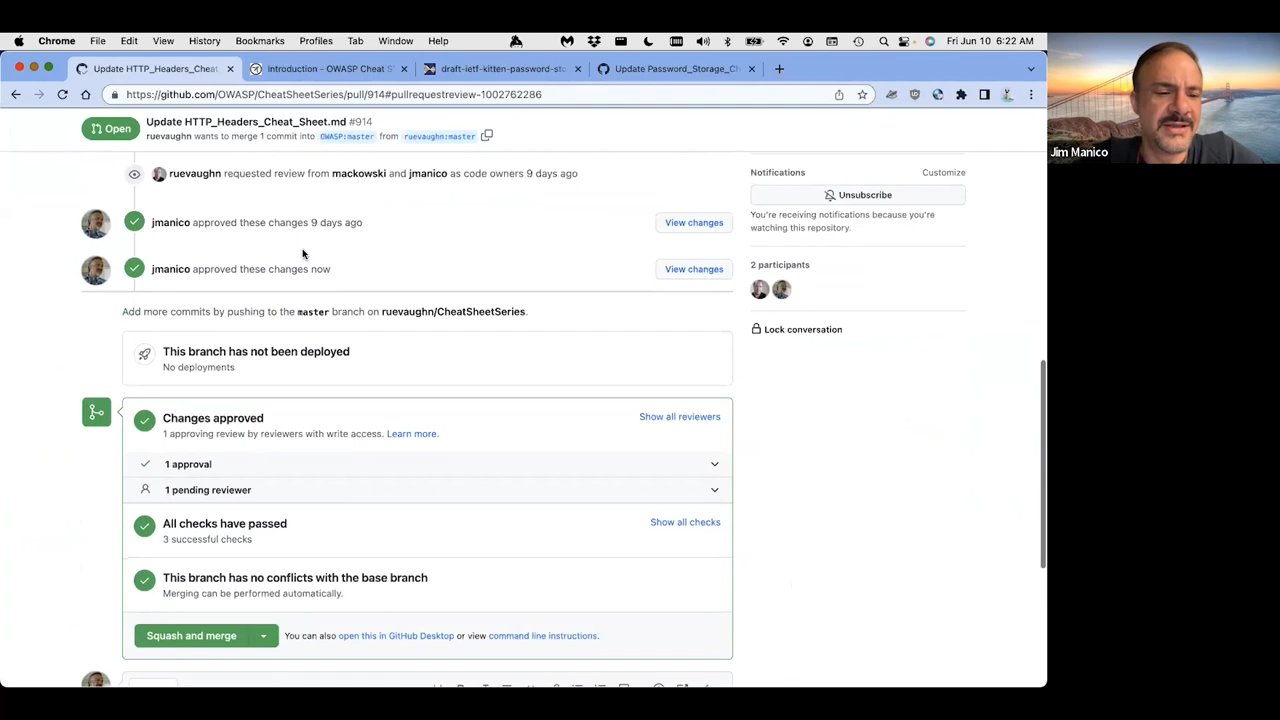 Chrome File Edit View History Bookmarks Profiles Tab Window Help Fri Jun 10 6:22 AM
Update HTTP_Headers_Cheat_ Introduction - OWASP Cheat S draft-ietf-kitten-password-sto Update Password_Storage_Ch
https://github.com/OWASP/CheatSheetSeries/pull/914#pullrequestreview-1002762286
Open
Update HTTP_Headers_Cheat_Sheet.md #914
ruevaughn wants to merge 1 commit into OWASP:master from ruevaughn:master
ruevaughn requested review from mackowski and jmanico as code owners 9 days ago
jmanico approved these changes 9 days ago View changes
jmanico approved these changes now View changes
Add more commits by pushing to the master branch on ruevaughn/CheatSheetSeries.
This branch has not been deployed
No deployments
Changes approved Show all reviewers
1 approving review by reviewers with write access. Learn more.
1 approval
1 pending reviewer
All checks have passed Show all checks
3 successful checks
This branch has no conflicts with the base branch
Merging can be performed automatically.
Squash and merge You can also open this in GitHub Desktop or view command line instructions.
Notifications Customize
Unsubscribe
You're receiving notifications because you're
watching this repository.
2 participants
Lock conversation
Jim Manico